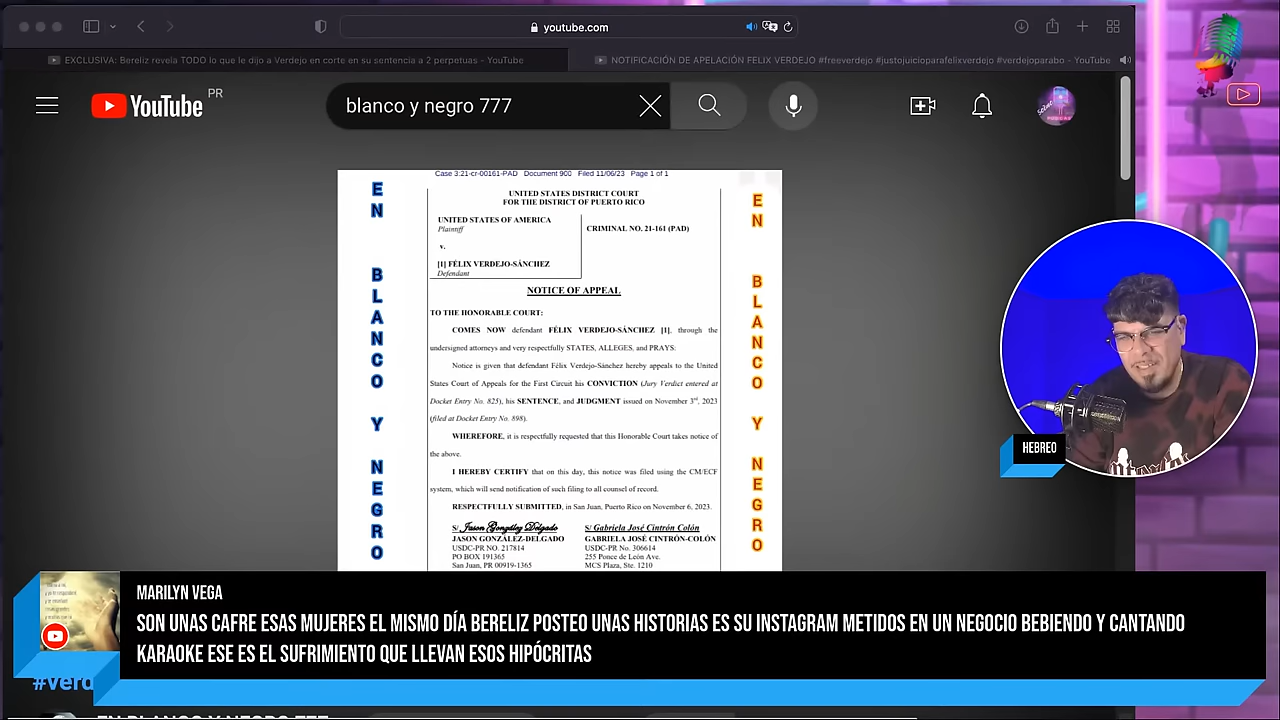 youtube.com
EXCLUSIVA: Bereliz revela TODO lo que le dijo a Verdejo en corte en su sentencia a 2 perpetuas - YouTube
NOTIFICACIÓN DE APELACIÓN FELIX VERDEJO #freeverdejo #justojuicioparafelixverdejo #verdejoparabo - YouTube
YouTube PR
blanco y negro 777
Case 3:21-cr-00161-PAD Document 900 Filed 11/06/23 Page 1 of 1
EN BLANCO Y NEGRO
EN BLANCO Y NEGRO
UNITED STATES DISTRICT COURT
FOR THE DISTRICT OF PUERTO RICO
UNITED STATES OF AMERICA
Plaintiff
CRIMINAL NO. 21-161 (PAD)
v.
[1] FÉLIX VERDEJO-SÁNCHEZ
Defendant
NOTICE OF APPEAL
TO THE HONORABLE COURT:
COMES NOW defendant FÉLIX VERDEJO-SÁNCHEZ [1], through the
undersigned attorneys and very respectfully STATES, ALLEGES, and PRAYS:
Notice is given that defendant Félix Verdejo-Sánchez hereby appeals to the United
States Court of Appeals for the First Circuit his CONVICTION (Jury Verdict entered at
Docket Entry No. 825), his SENTENCE, and JUDGMENT issued on November 3rd, 2023
(filed at Docket Entry No. 898).
WHEREFORE, it is respectfully requested that this Honorable Court takes notice of
the above.
I HEREBY CERTIFY that on this day, this notice was filed using the CM/ECF
system, which will send notification of such filing to all counsel of record.
RESPECTFULLY SUBMITTED, in San Juan, Puerto Rico on November 6, 2023.
S/ Jason González Delgado
JASON GONZÁLEZ-DELGADO
USDC-PR NO. 217814
PO BOX 191365
San Juan, PR 00919-1365
S/ Gabriela José Cintrón Colón
GABRIELA JOSÉ CINTRÓN-COLÓN
USDC-PR No. 306614
255 Ponce de León Ave.
MCS Plaza, Ste. 1210
HEBREO
MARILYN VEGA
SON UNAS CAFRE ESAS MUJERES EL MISMO DÍA BERELIZ POSTEO UNAS HISTORIAS ES SU INSTAGRAM METIDOS EN UN NEGOCIO BEBIENDO Y CANTANDO
KARAOKE ESE ES EL SUFRIMIENTO QUE LLEVAN ESOS HIPÓCRITAS
#verd
EN BLANCO Y NEGRO 777